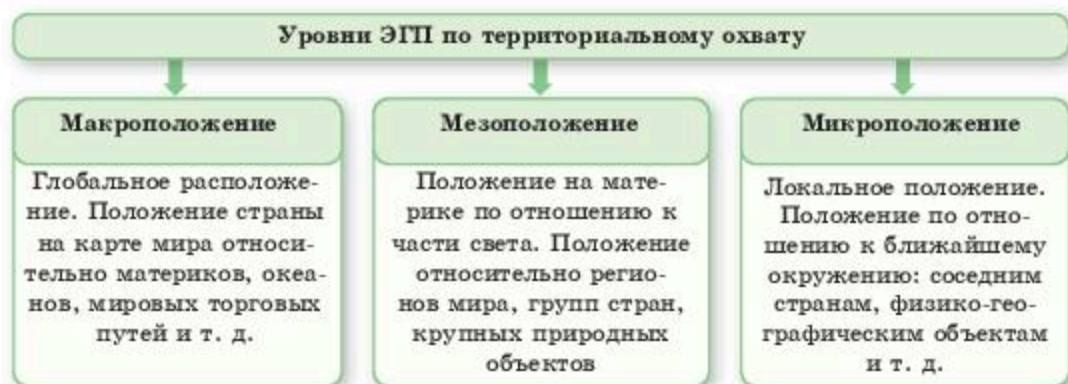 Уровни ЭГП по территориальному охвату
Макроположение
Глобальное расположе-
ние. Положение страны
на карте мира относи-
тельно материков, океа-
нов, мировых торговых
путей и т. д.
Мезоположение
Положение на мате-
рике по отношению к
части света. Положение
относительно регио-
нов мира, групп стран,
крупных природных
объектов
Микроположение
Локальное положение.
Положение по отно-
шению к ближайшему
окружению: соседним
странам, физико-гео-
графическим объектам
и т. д.